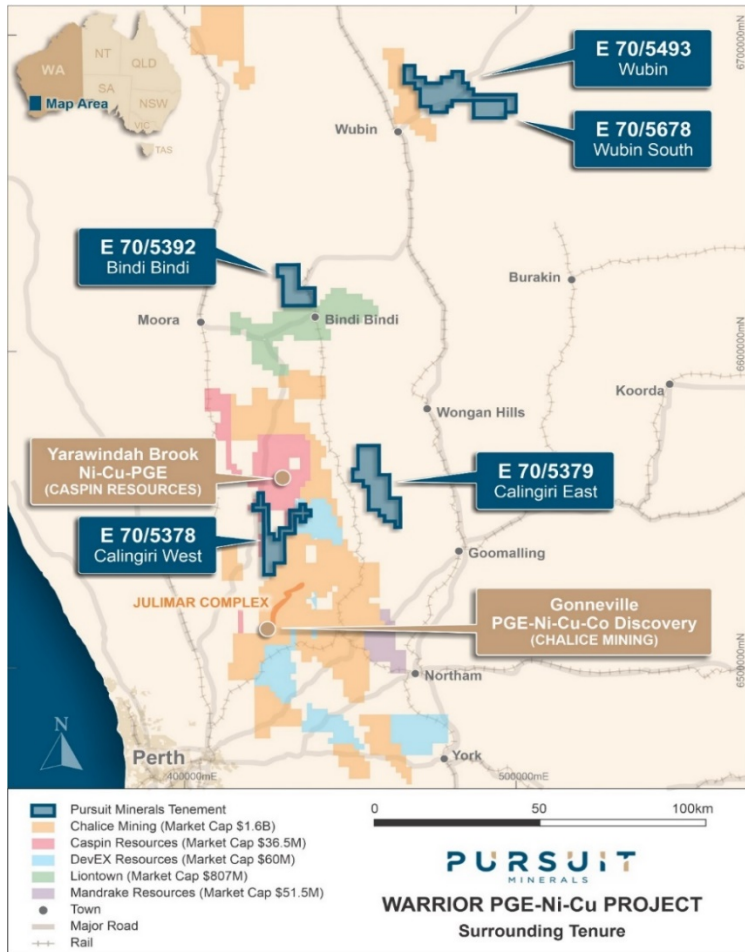 WA
NT
QLD
SA
NSW
VIC
TAS
Map Area
E 70/5493
Wubin
E 70/5678
Wubin South
6700000mN
Wubin
E 70/5392
Bindi Bindi
Burakin
Moora
Bindi Bindi
6600000mN
Koorda
Wongan Hills
Yarawindah Brook
Ni-Cu-PGE
(CASPIN RESOURCES)
E 70/5379
Calingiri East
E 70/5378
Calingiri West
Goomalling
JULIMAR COMPLEX
Gonneville
PGE-Ni-Cu-Co Discovery
(CHALICE MINING)
6500000mN
Northam
N
Perth
York
400000mE
500000mE
Pursuit Minerals Tenement
Chalice Mining (Market Cap $1.6B)
Caspin Resources (Market Cap $36.5M)
DevEX Resources (Market Cap $60M)
Liontown (Market Cap $807M)
Mandrake Resources (Market Cap $51.5M)
Town
Major Road
Rail
0 50 100km
PURSUIT
MINERALS
WARRIOR PGE-Ni-Cu PROJECT
Surrounding Tenure